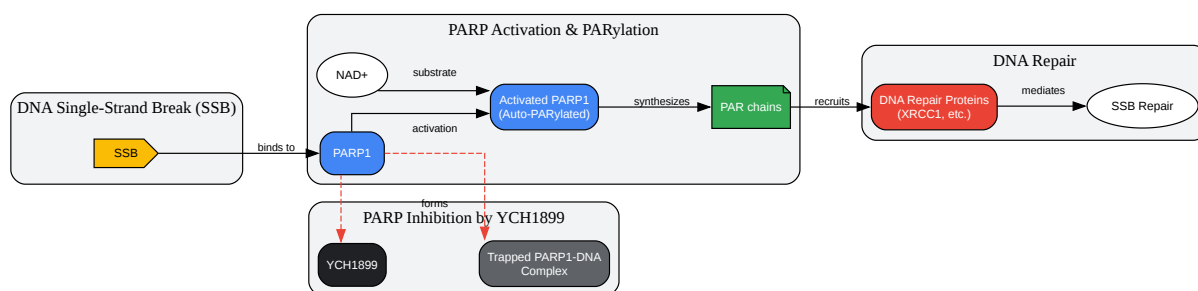 PARP Activation & PARylation
NAD+
substrate
Activated PARP1
(Auto-PARylated)
synthesizes
PAR chains
activation
PARP1
DNA Single-Strand Break (SSB)
SSB
binds to
recruits
DNA Repair
DNA Repair Proteins
(XRCC1, etc.)
mediates
SSB Repair
forms
PARP Inhibition by YCH1899
YCH1899
Trapped PARP1-DNA
Complex